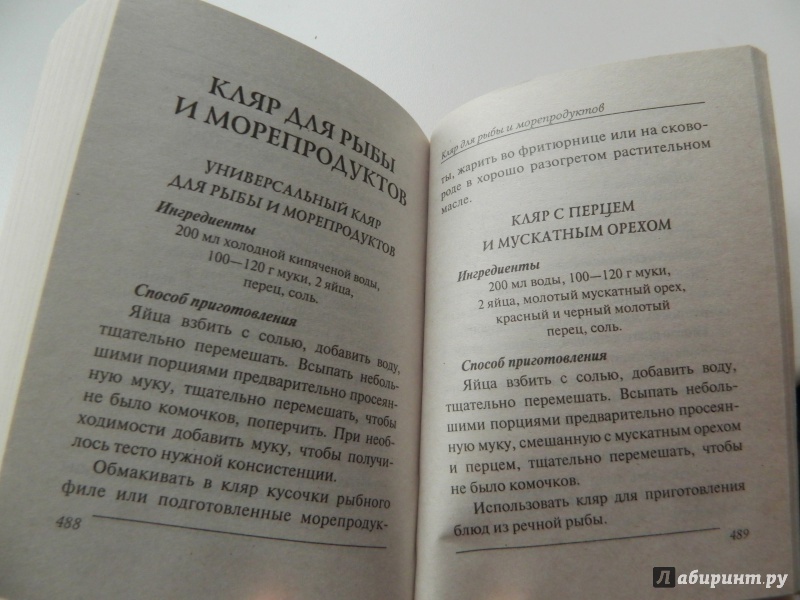 КЛЯР ДЛЯ РЫБЫ
И МОРЕПРОДУКТОВ
УНИВЕРСАЛЬНЫЙ КЛЯР
ДЛЯ РЫБЫ И МОРЕПРОДУКТОВ
Ингредиенты
200 мл холодной кипяченой воды,
100—120 г муки, 2 яйца,
перец, соль.
Способ приготовления
Яйца взбить с солью, добавить воду,
тщательно перемешать. Всыпать неболь-
шими порциями предварительно просеян-
ную муку, тщательно перемешать, чтобы
не было комочков, поперчить. При необ-
ходимости добавить муку, чтобы получи-
лось тесто нужной консистенции.
Обмакивать в кляр кусочки рыбного
филе или подготовленные морепродук-
488
Кляр для рыбы и морепродуктов
ты, жарить во фритюрнице или на сково-
роде в хорошо разогретом растительном
масле.
КЛЯР С ПЕРЦЕМ
И МУСКАТНЫМ ОРЕХОМ
Ингредиенты
200 мл воды, 100—120 г муки,
2 яйца, молотый мускатный орех,
красный и черный молотый
перец, соль.
Способ приготовления
Яйца взбить с солью, добавить воду,
тщательно перемешать. Всыпать неболь-
шими порциями предварительно просеян-
ную муку, смешанную с мускатным орехом
и перцем, тщательно перемешать, чтобы
не было комочков.
Использовать кляр для приготовления
блюд из речной рыбы.
489
Лабиринт.ру